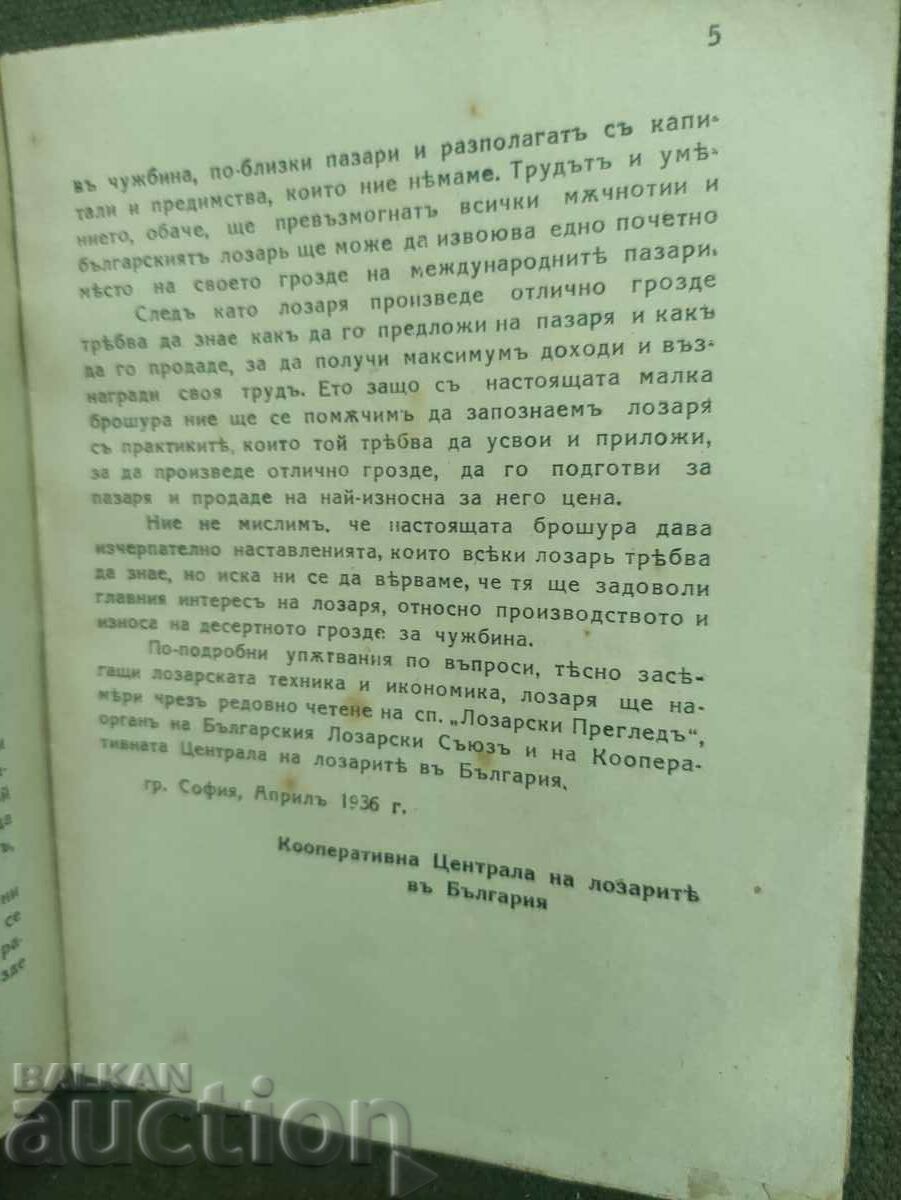 5
въ чужбина, по-близки пазари и разполагатъ съ капи-
тали и предимства, които ние нѣмаме. Трудътъ и умѣ-
нието, обаче, ще превъзмогнатъ всички мѫчнотии и
българскиятъ лозарь ще може да извоюва едно почетно
мѣсто на своето грозде на международнитѣ пазари.
Следъ като лозаря произведе отлично грозде
трѣбва да знае какъ да го предложи на пазаря и какъ
да го продаде, за да получи максимумъ доходи и въз-
награди своя трудъ. Ето защо съ настоящата малка
брошура ние ще се помѫчимъ да запознаемъ лозаря
съ практикитѣ, които той трѣбва да усвои и приложи,
за да произведе отлично грозде, да го подготви за
пазаря и продаде на най-износна за него цена.
Ние не мислимъ, че настоящата брошура дава
изчерпателно наставленията, които всѣки лозарь трѣбва
да знае, но иска ни се да вѣрваме, че тя ще задоволи
главния интересъ на лозаря, относно производството и
износа на десертното грозде за чужбина.
По-подробни упѫтвания по въпроси, тѣсно засѣ-
гащи лозарската техника и икономика, лозаря ще на-
мѣри чрезъ редовно четене на сп. „Лозарски Прегледъ“,
органъ на Българския Лозарски Съюзъ и на Коопера-
тивната Централа на лозаритѣ въ България.
гр. София, Априлъ 1936 г.
Кооперативна Централа на лозаритѣ
въ България
и
й
да
ъ,
ни
се
ра-
зде
BALKAN
auction